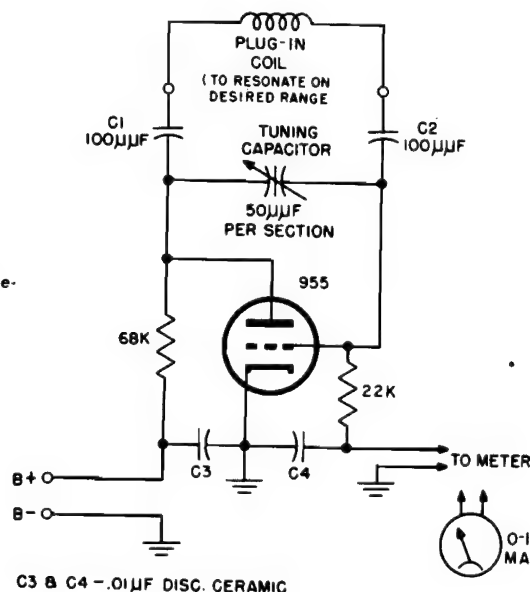 PLUG-IN
COIL
(TO RESONATE ON
DESIRED RANGE
C1
100µµF
TUNING
CAPACITOR
C2
100µµF
50µµF
PER SECTION
e-
955
68K
22K
C3
C4
TO METER
B+
B-
0-1
MA
C3 & C4 -.01µF DISC. CERAMIC